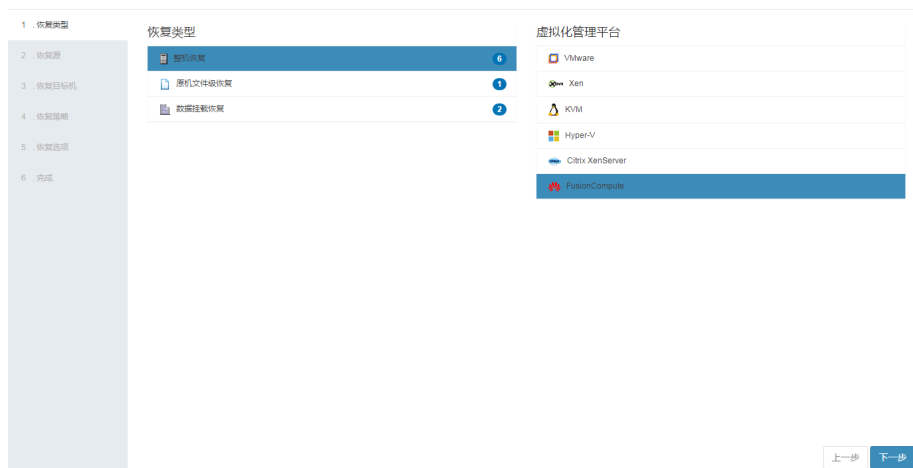 1 . 恢复类型
2 . 恢复源
3 . 恢复目标机
4 . 恢复策略
5 . 恢复选项
6 . 完成
恢复类型
整机恢复 6
原机文件级恢复 1
数据挂载恢复 2
虚拟化管理平台
VMware
Xen Xen
KVM
Hyper-V
Citrix XenServer
FusionCompute
上一步 下一步